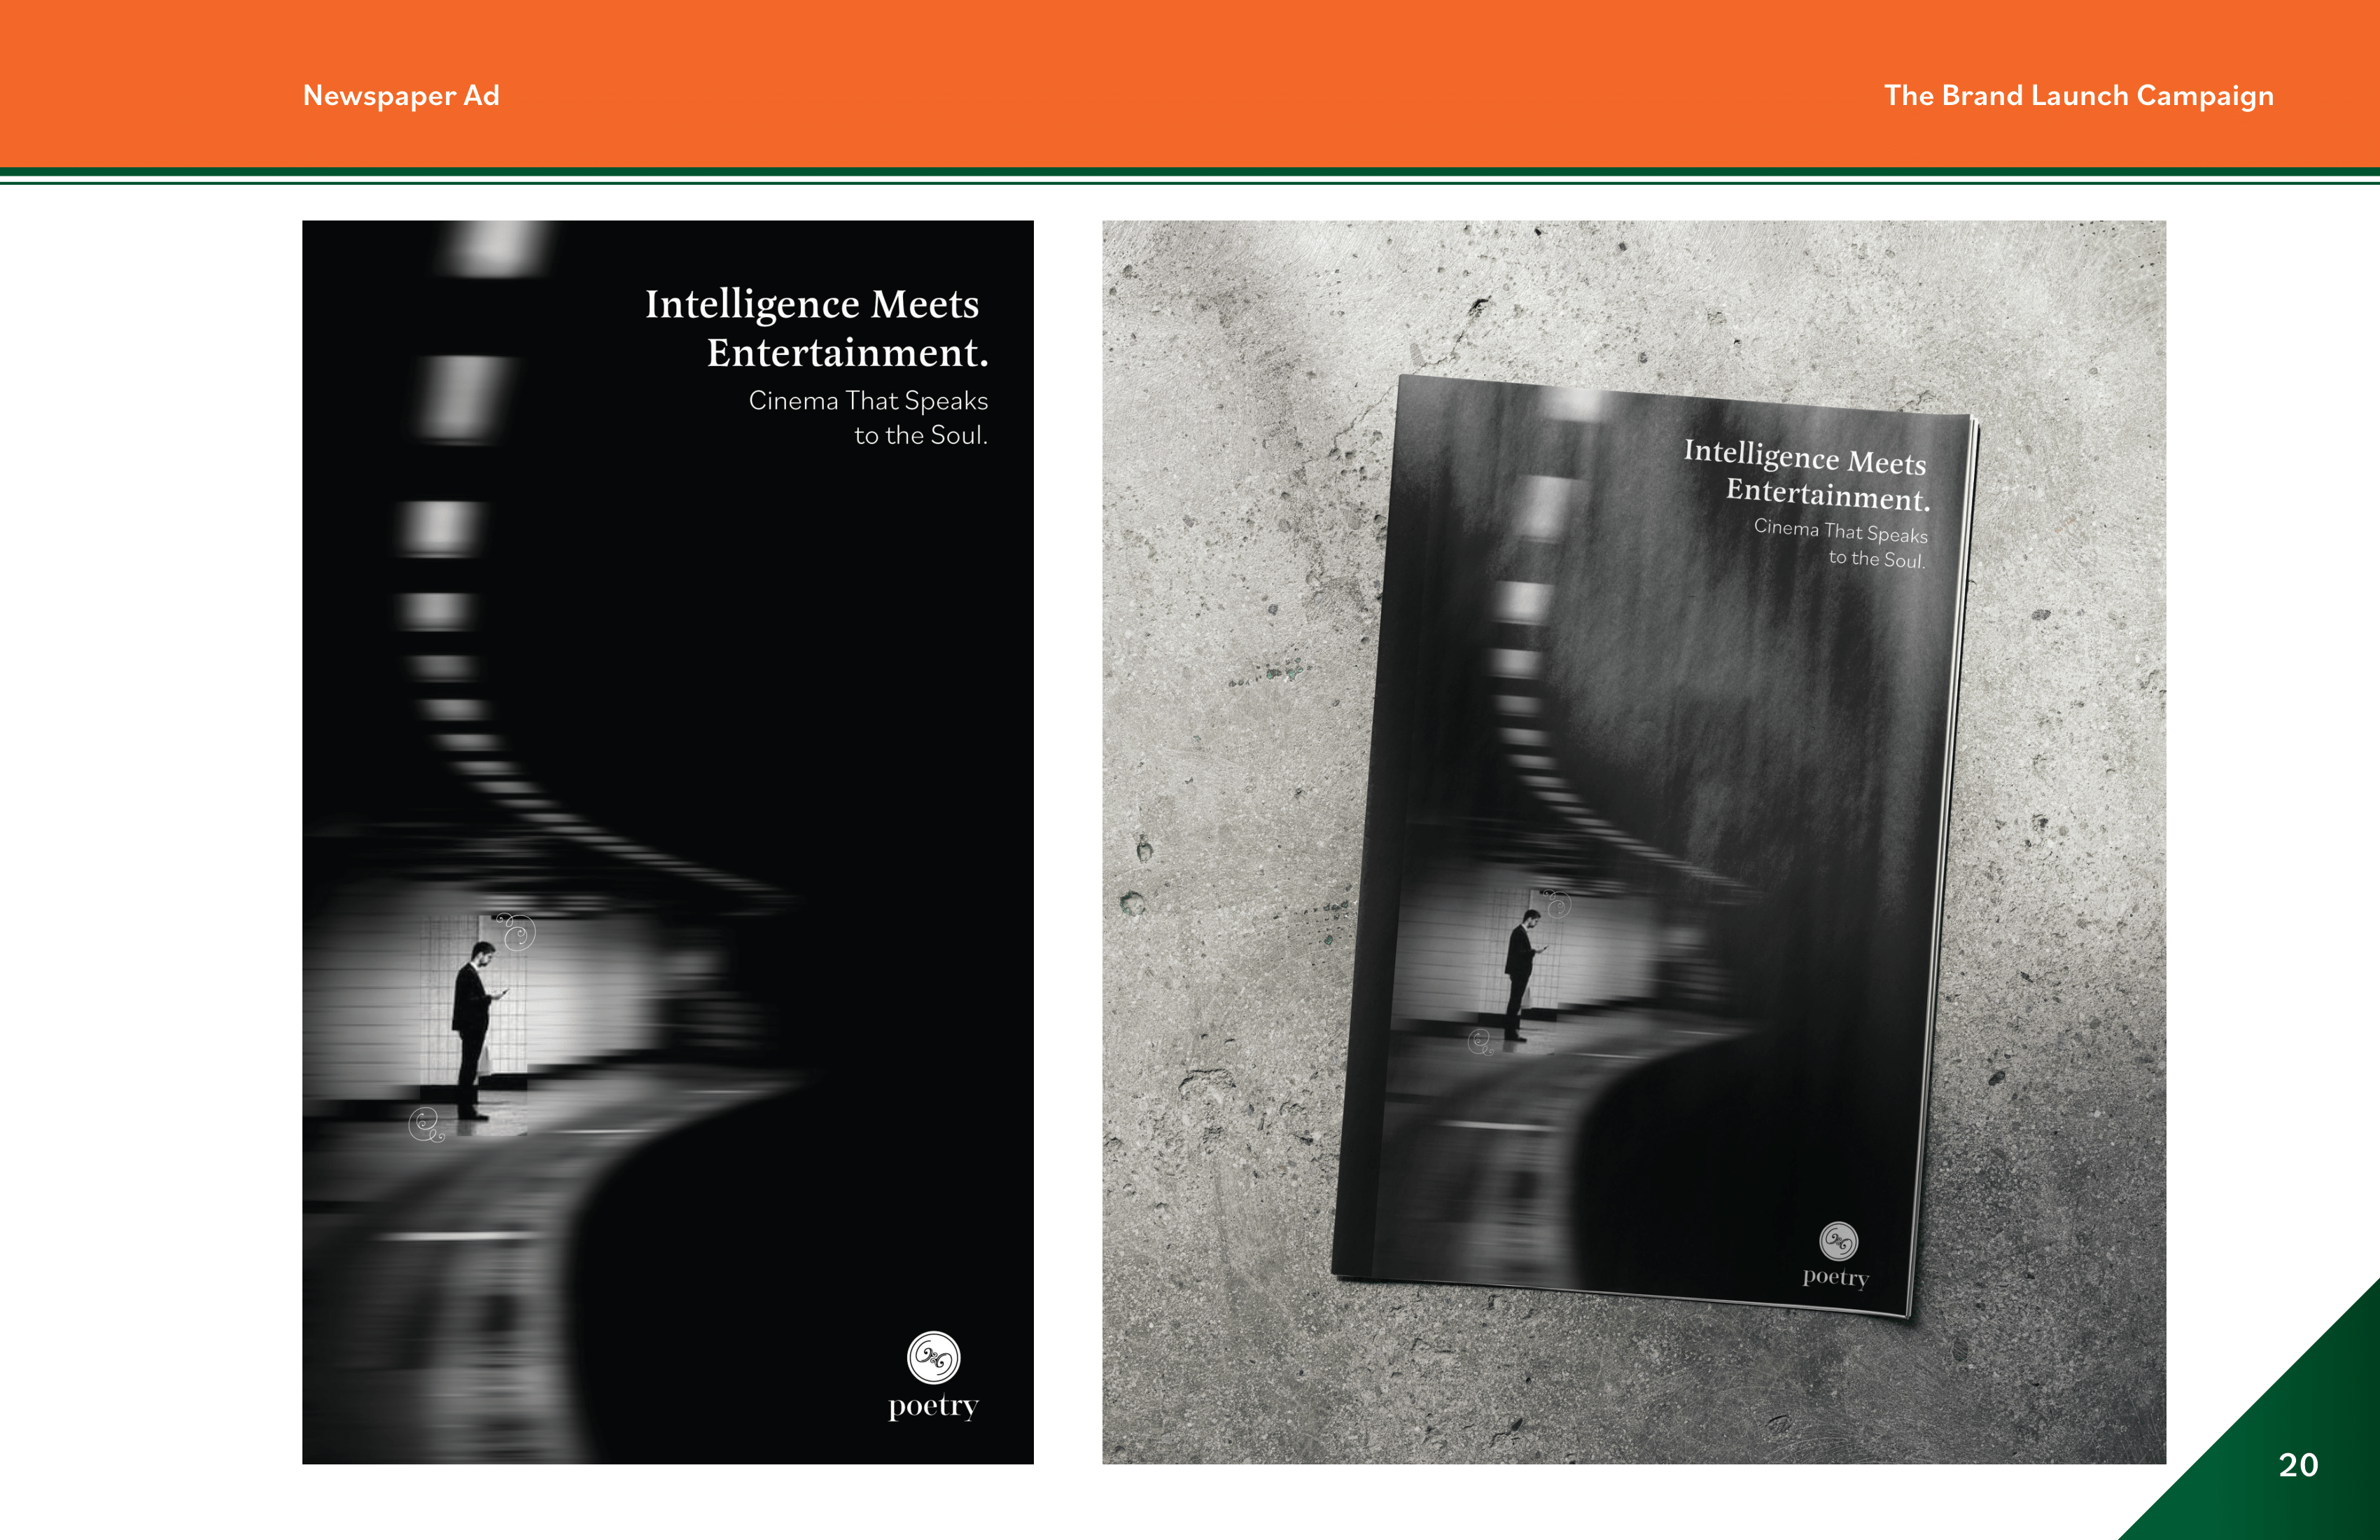 Newspaper Ad
The Brand Launch Campaign
Intelligence Meets
Entertainment.
Cinema That Speaks
to the Soul.
poetry
Intelligence Meets
Entertainment.
Cinema That Speaks
to the Soul.
poetry
20